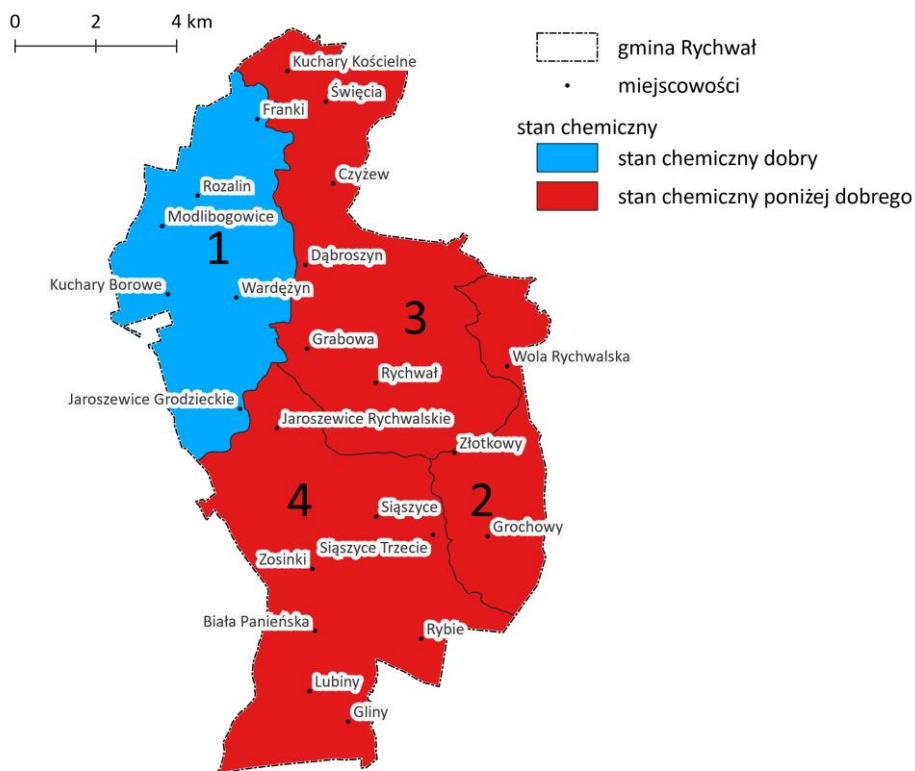 0 2 4 km
gmina Rychwał
miejscowości
stan chemiczny
stan chemiczny dobry
stan chemiczny poniżej dobrego
Kuchary Kościelne
Święcia
Franki
Czyżew
Rozalin
Modlibogowice
1
Dąbroszyn
Kuchary Borowe
Wardężyn
3
Grabowa
Wola Rychwalska
Rychwał
Jaroszewice Grodzieckie
Jaroszewice Rychwalskie
Złotkowy
4
2
Siąszyce
Grochowy
Siąszyce Trzecie
Zosinki
Biała Panieńska
Rybie
Lubiny
Gliny